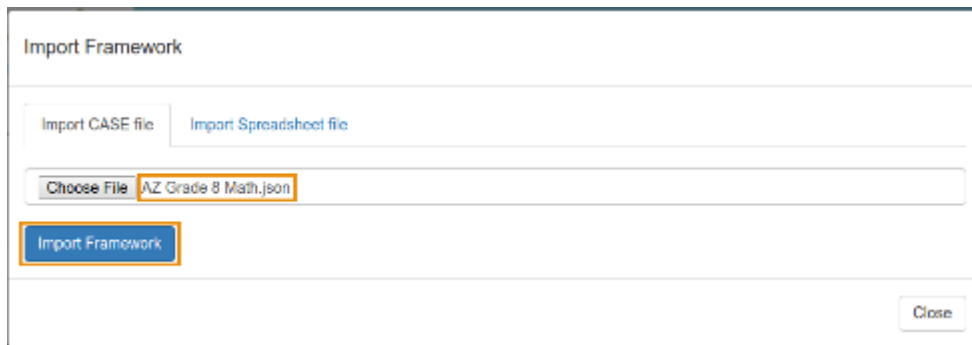 Import Framework
Import CASE file Import Spreadsheet file
Choose File AZ Grade 8 Math.json
Import Framework
Close